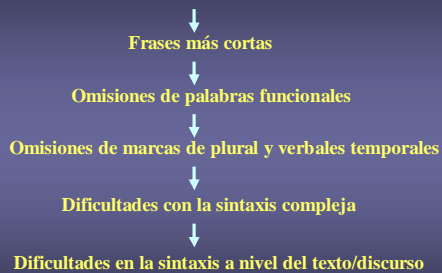 Frases más cortas
Omisiones de palabras funcionales
Omisiones de marcas de plural y verbales temporales
Dificultades con la sintaxis compleja
Dificultades en la sintaxis a nivel del texto/discurso